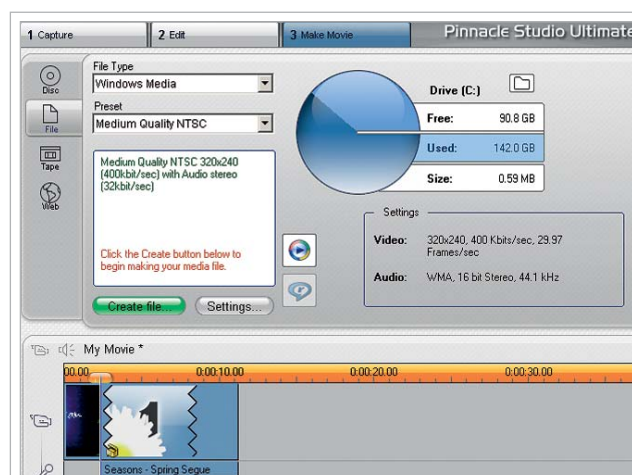 1 Capture
2 Edit
3 Make Movie
Pinnacle Studio Ultimate
Disc
File
Tape
Web
File Type
Windows Media
Preset
Medium Quality NTSC
Medium Quality NTSC 320x240
(400kbit/sec) with Audio stereo
(32kbit/sec)
Click the Create button below to
begin making your media file.
Create file...
Settings...
Drive (C:)
Free: 90.8 GB
Used: 142.0 GB
Size: 0.59 MB
Settings
Video: 320x240, 400 Kbits/sec, 29.97
Frames/sec
Audio: WMA, 16 bit Stereo, 44.1 kHz
My Movie *
00.00 0:00:10.00 0:00:20.00 0:00:30.00
1
Seasons - Spring Segue